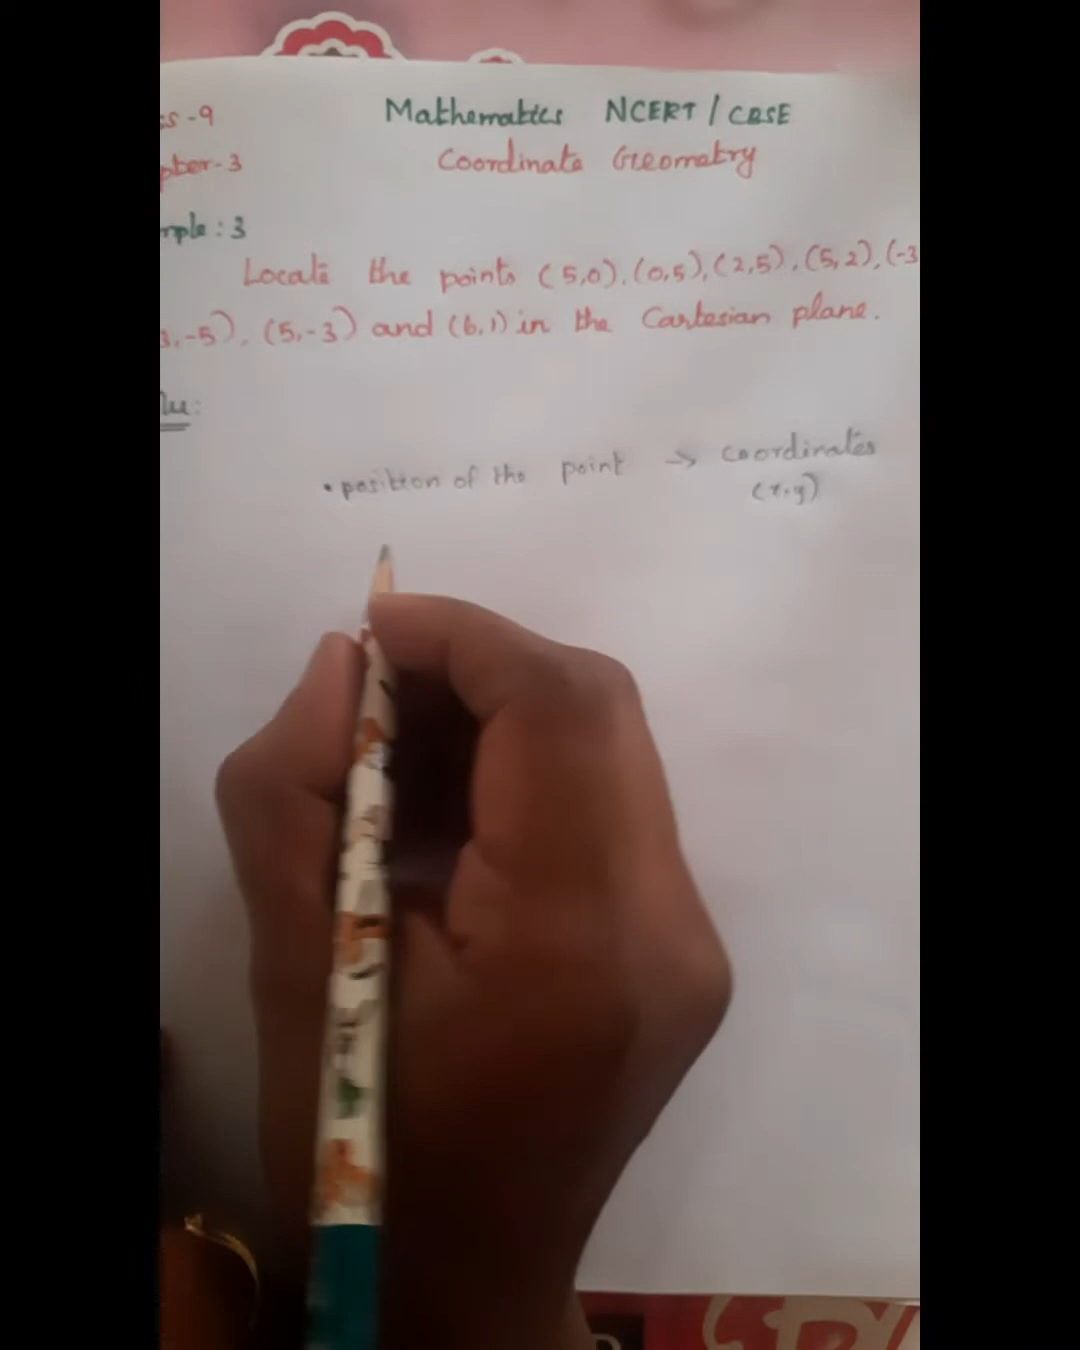 s - 9 Mathematics NCERT / CBSE
pter - 3 Coordinate Geometry
mple : 3
Locate the points (5,0), (0,5), (2,5), (5,2), (-3
3,-5), (5,-3) and (6,1) in the Cartesian plane.
• position of the point → coordinates
(x,y)